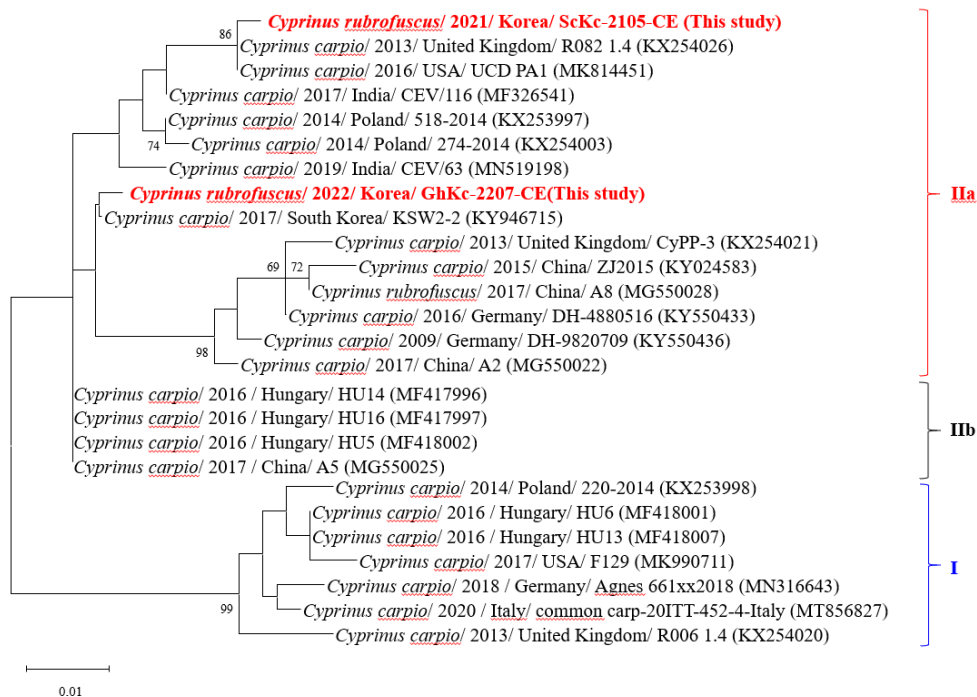 Cyprinus rubrofuscus/ 2021/ Korea/ ScKc-2105-CE (This study)
86
Cyprinus carpio/ 2013/ United Kingdom/ R082 1.4 (KX254026)
Cyprinus carpio/ 2016/ USA/ UCD PA1 (MK814451)
Cyprinus carpio/ 2017/ India/ CEV/116 (MF326541)
Cyprinus carpio/ 2014/ Poland/ 518-2014 (KX253997)
74
Cyprinus carpio/ 2014/ Poland/ 274-2014 (KX254003)
Cyprinus carpio/ 2019/ India/ CEV/63 (MN519198)
Cyprinus rubrofuscus/ 2022/ Korea/ GhKc-2207-CE(This study)
IIa
Cyprinus carpio/ 2017/ South Korea/ KSW2-2 (KY946715)
Cyprinus carpio/ 2013/ United Kingdom/ CyPP-3 (KX254021)
69
72
Cyprinus carpio/ 2015/ China/ ZJ2015 (KY024583)
Cyprinus rubrofuscus/ 2017/ China/ A8 (MG550028)
Cyprinus carpio/ 2016/ Germany/ DH-4880516 (KY550433)
Cyprinus carpio/ 2009/ Germany/ DH-9820709 (KY550436)
98
Cyprinus carpio/ 2017/ China/ A2 (MG550022)
Cyprinus carpio/ 2016 / Hungary/ HU14 (MF417996)
Cyprinus carpio/ 2016 / Hungary/ HU16 (MF417997)
IIb
Cyprinus carpio/ 2016 / Hungary/ HU5 (MF418002)
Cyprinus carpio/ 2017 / China/ A5 (MG550025)
Cyprinus carpio/ 2014/ Poland/ 220-2014 (KX253998)
Cyprinus carpio/ 2016 / Hungary/ HU6 (MF418001)
Cyprinus carpio/ 2016 / Hungary/ HU13 (MF418007)
Cyprinus carpio/ 2017/ USA/ F129 (MK990711)
I
Cyprinus carpio/ 2018 / Germany/ Agnes 661xx2018 (MN316643)
99
Cyprinus carpio/ 2020 / Italy/ common carp-20ITT-452-4-Italy (MT856827)
Cyprinus carpio/ 2013/ United Kingdom/ R006 1.4 (KX254020)
0.01